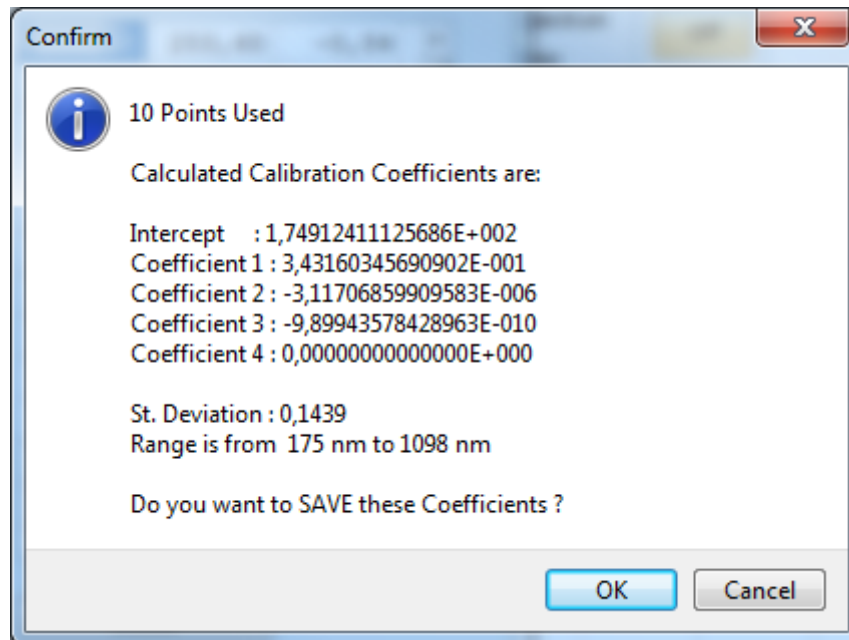 Confirm
10 Points Used
Calculated Calibration Coefficients are:
Intercept : 1,74912411125686E+002
Coefficient 1 : 3,43160345690902E-001
Coefficient 2 : -3,11706859909583E-006
Coefficient 3 : -9,89943578428963E-010
Coefficient 4 : 0,00000000000000E+000
St. Deviation : 0,1439
Range is from 175 nm to 1098 nm
Do you want to SAVE these Coefficients ?
OK Cancel